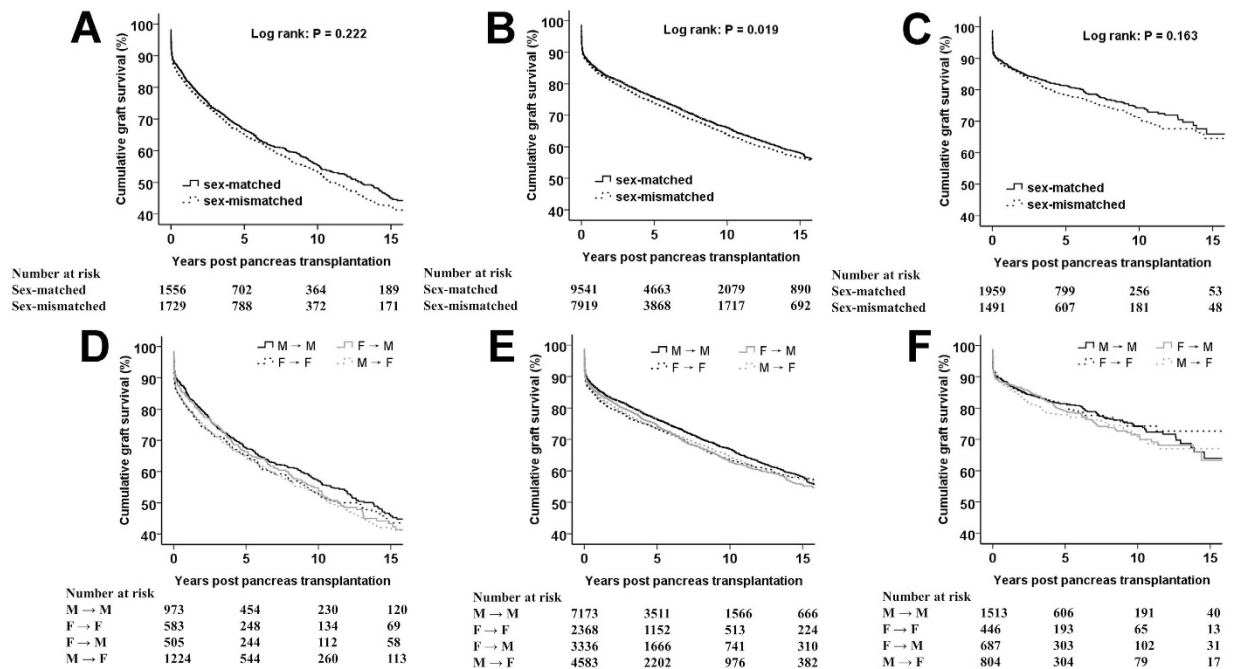 A
Log rank: P = 0.222
Cumulative graft survival (%)
100
90
80
70
60
50
40
sex-matched
sex-mismatched
0 5 10 15
Years post pancreas transplantation
Number at risk
Sex-matched 1556 702 364 189
Sex-mismatched 1729 788 372 171
B
Log rank: P = 0.019
Cumulative graft survival (%)
100
90
80
70
60
50
40
sex-matched
sex-mismatched
0 5 10 15
Years post pancreas transplantation
Number at risk
Sex-matched 9541 4663 2079 890
Sex-mismatched 7919 3868 1717 692
C
Log rank: P = 0.163
Cumulative graft survival (%)
100
90
80
70
60
50
40
sex-matched
sex-mismatched
0 5 10 15
Years post pancreas transplantation
Number at risk
Sex-matched 1959 799 256 53
Sex-mismatched 1491 607 181 48
D
M → M F → M
F → F M → F
Cumulative graft survival (%)
100
90
80
70
60
50
40
0 5 10 15
Years post pancreas transplantation
Number at risk
M → M 973 454 230 120
F → F 583 248 134 69
F → M 505 244 112 58
M → F 1224 544 260 113
E
M → M F → M
F → F M → F
Cumulative graft survival (%)
100
90
80
70
60
50
40
0 5 10 15
Years post pancreas transplantation
Number at risk
M → M 7173 3511 1566 666
F → F 2368 1152 513 224
F → M 3336 1666 741 310
M → F 4583 2202 976 382
F
M → M F → M
F → F M → F
Cumulative graft survival (%)
100
90
80
70
60
50
40
0 5 10 15
Years post pancreas transplantation
Number at risk
M → M 1513 606 191 40
F → F 446 193 65 13
F → M 687 303 102 31
M → F 804 304 79 17